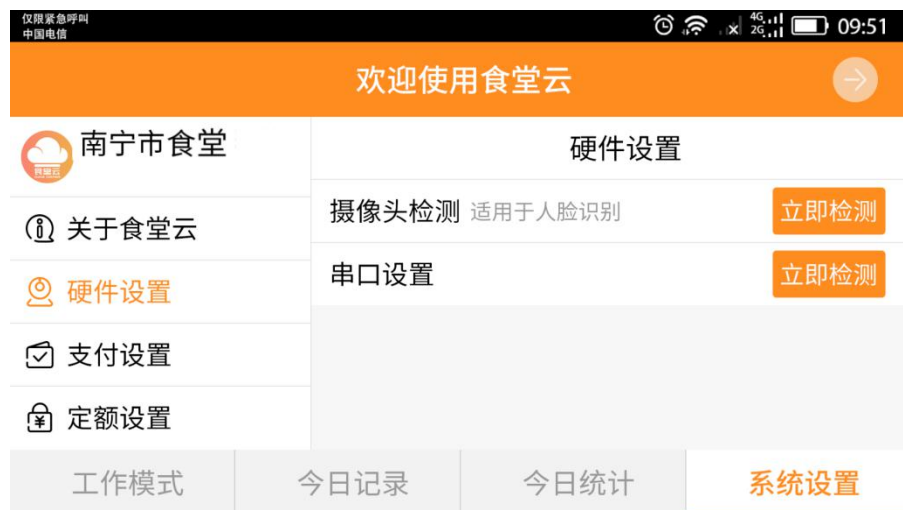 仅限紧急呼叫
中国电信
4G
2G
09:51
欢迎使用食堂云
南宁市食堂
食堂云
关于食堂云
硬件设置
支付设置
定额设置
硬件设置
摄像头检测 适用于人脸识别 立即检测
串口设置 立即检测
工作模式 今日记录 今日统计 系统设置